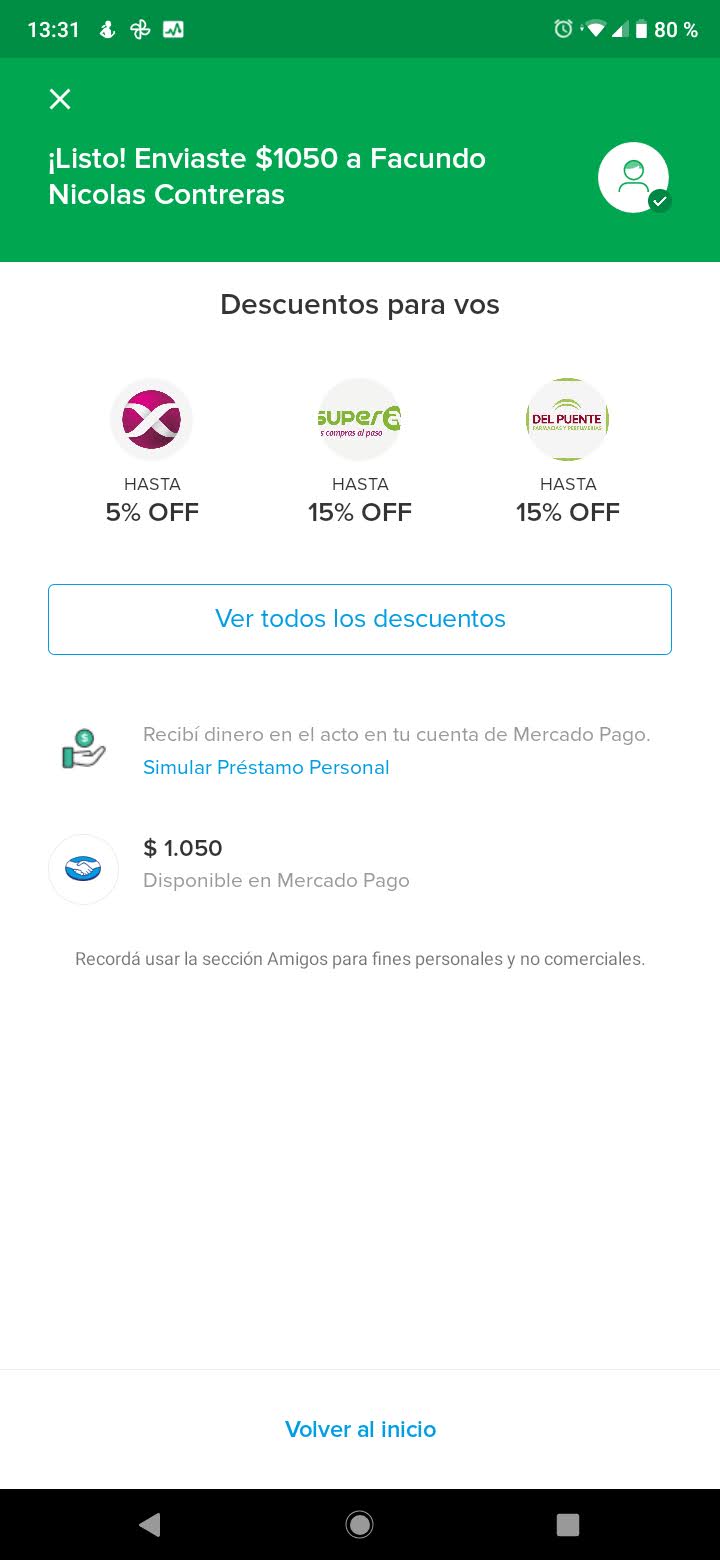 13:31
80 %
¡Listo! Enviaste $1050 a Facundo
Nicolas Contreras
Descuentos para vos
SUPER
s compras al paso
DEL PUENTE
FARMACIAS Y PERFUMERIAS
HASTA
HASTA
HASTA
5% OFF
15% OFF
15% OFF
Ver todos los descuentos
Recibí dinero en el acto en tu cuenta de Mercado Pago.
Simular Préstamo Personal
$ 1.050
Disponible en Mercado Pago
Recordá usar la sección Amigos para fines personales y no comerciales.
Volver al inicio